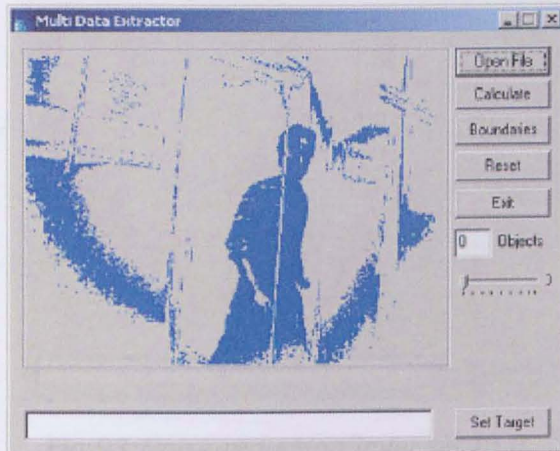 Multi Data Extractor
Open File
Calculate
Boundaries
Reset
Exit
0 Objects
Set Target